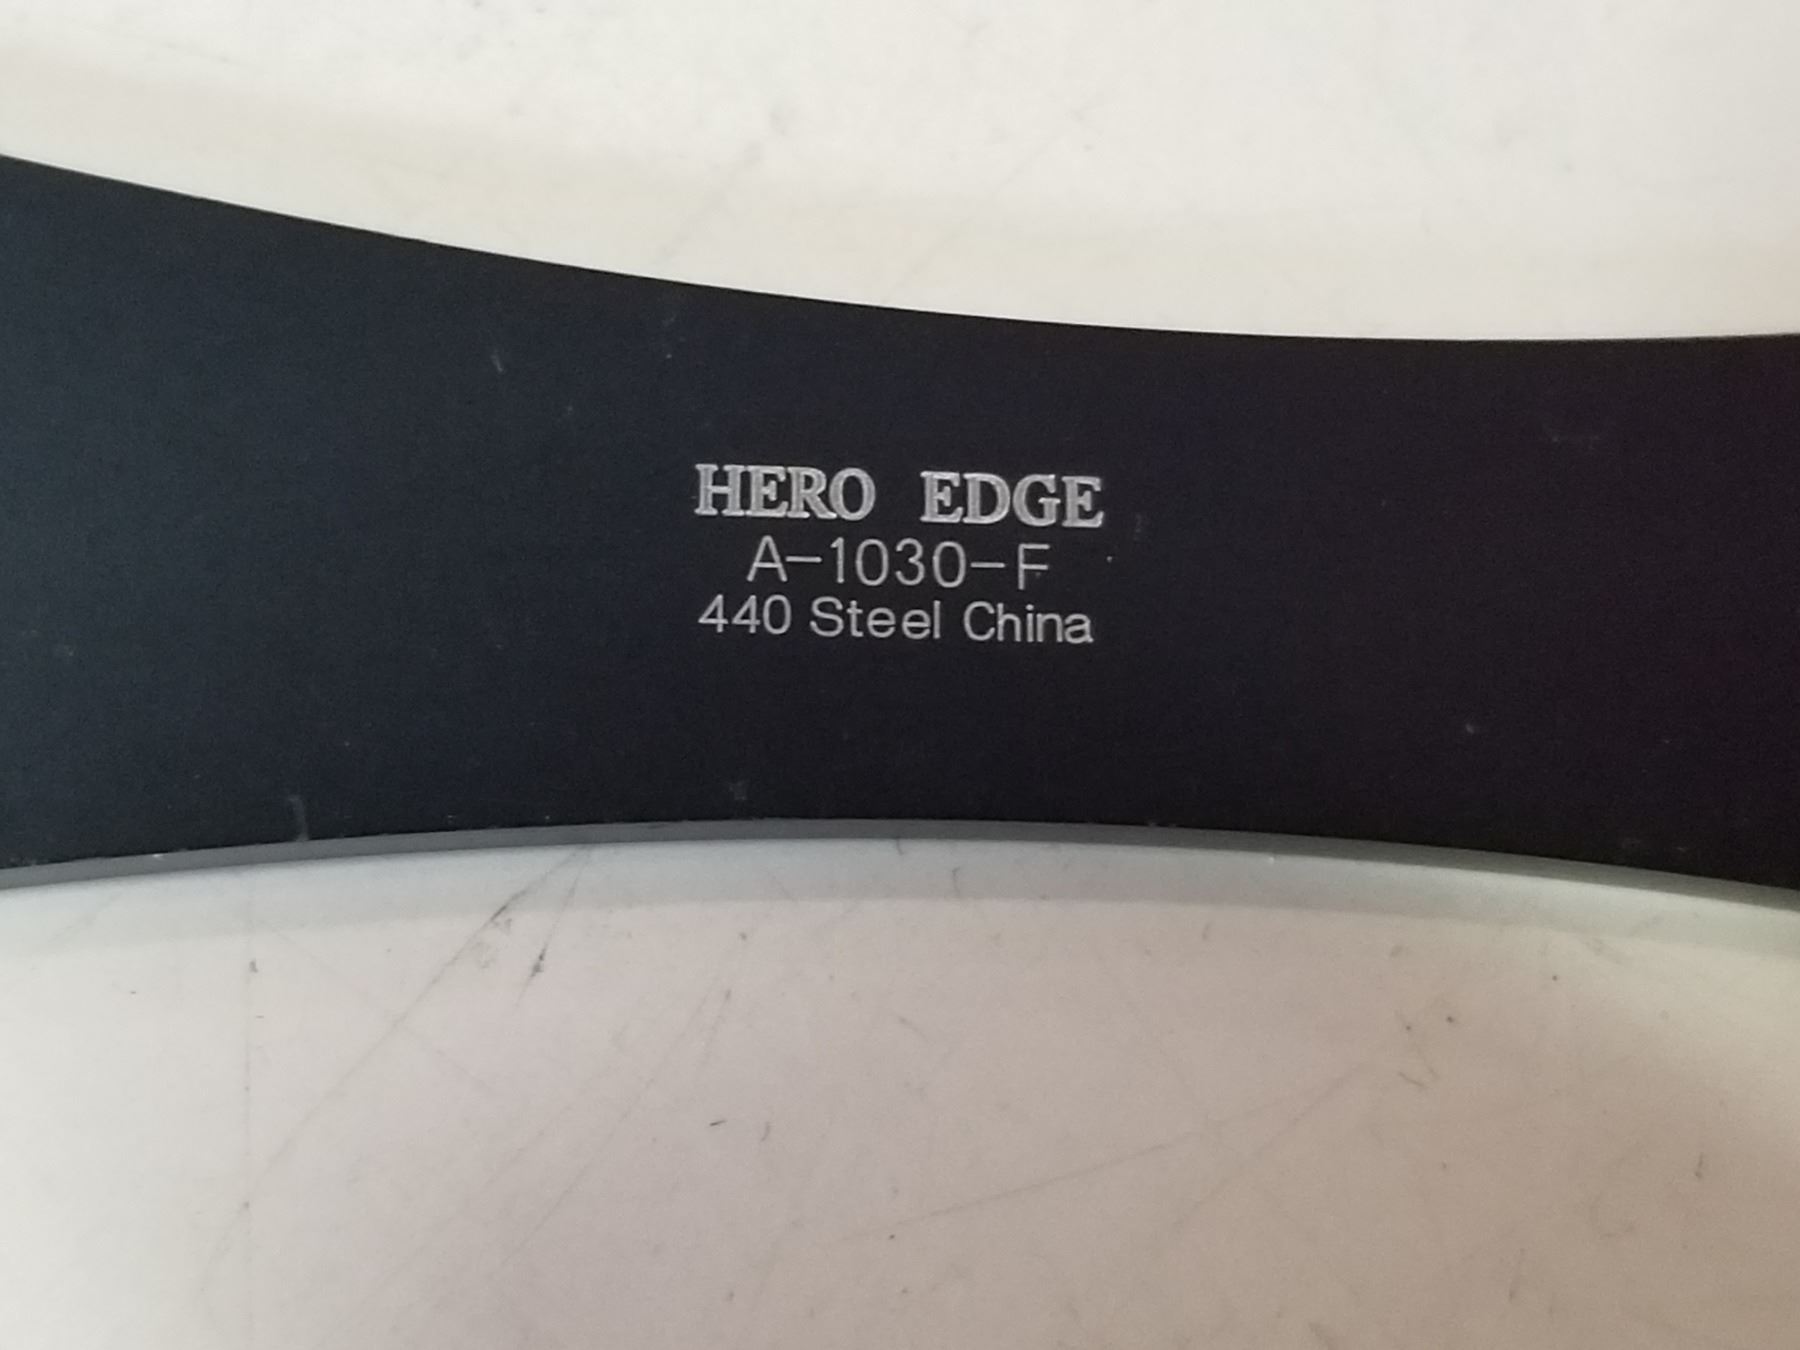 HERO EDGE
A-1030-F
440 Steel China